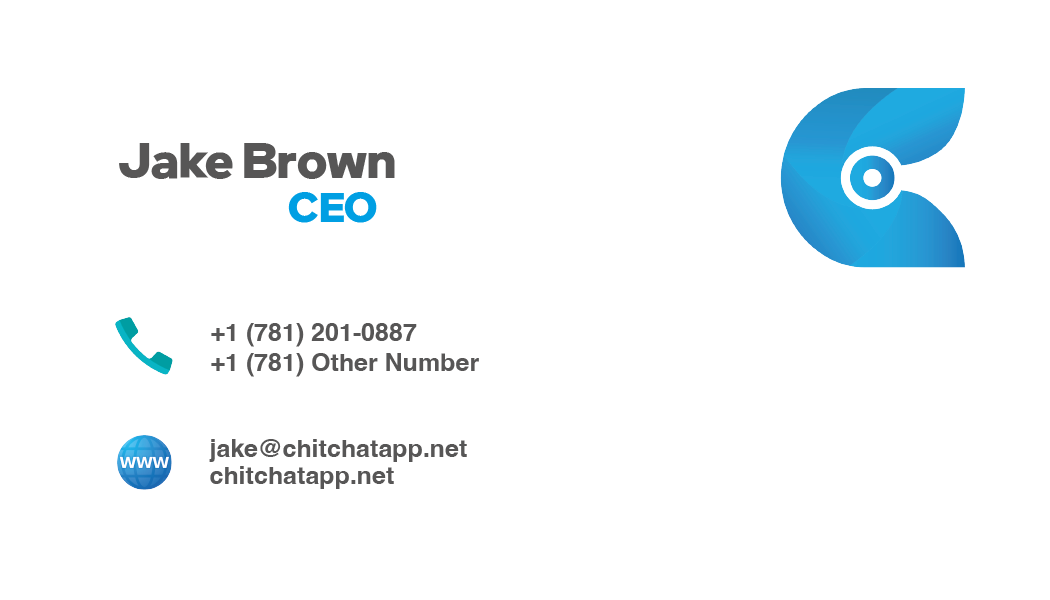 Jake Brown
CEO
+1 (781) 201-0887
+1 (781) Other Number
www
jake@chitchatapp.net
chitchatapp.net